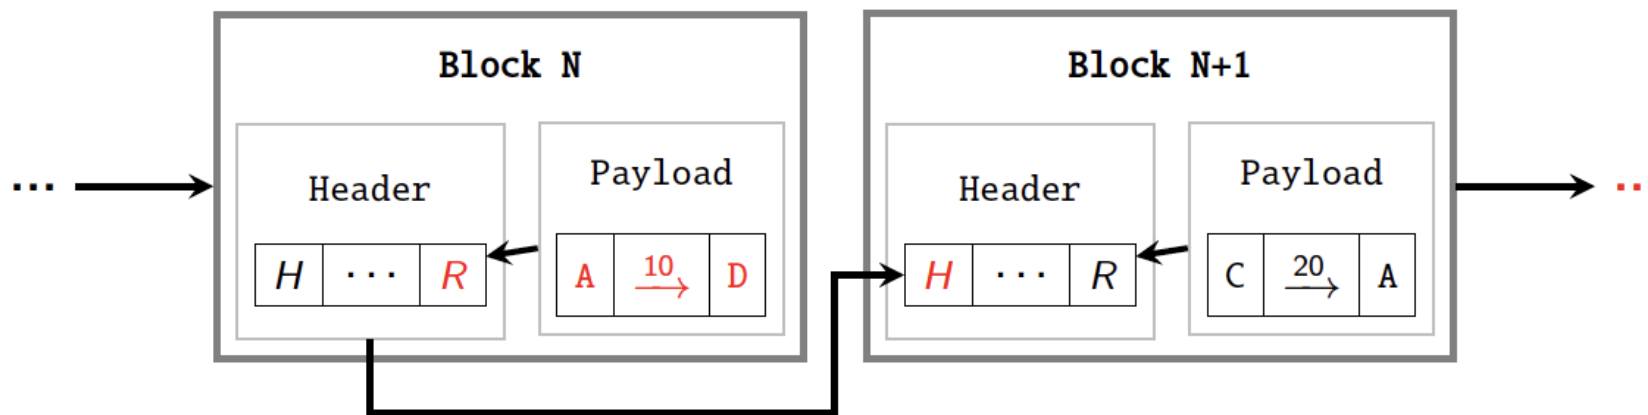 Block N
Block N+1
Header
Payload
Header
Payload
... H ··· R
A 10 → D
H ··· R
C 20 → A ..